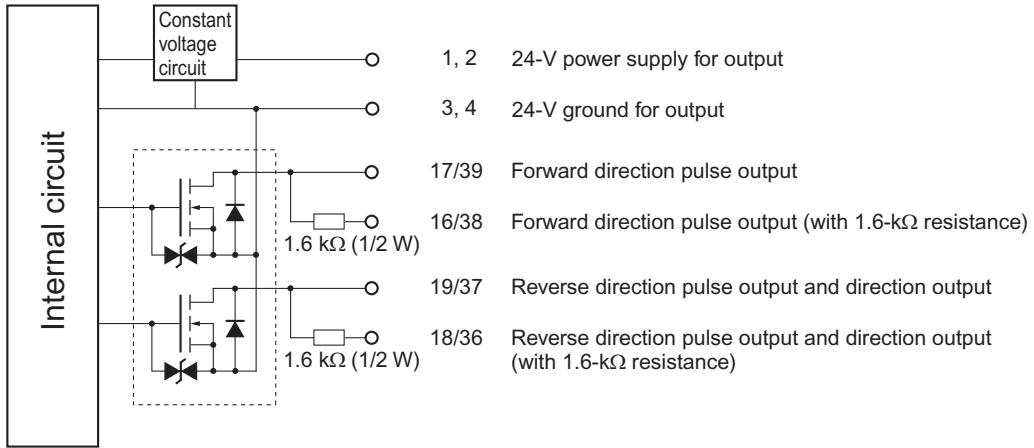 Constant
voltage
circuit
1, 2 24-V power supply for output
3, 4 24-V ground for output
Internal circuit
17/39 Forward direction pulse output
16/38 Forward direction pulse output (with 1.6-kΩ resistance)
1.6 kΩ (1/2 W)
19/37 Reverse direction pulse output and direction output
18/36 Reverse direction pulse output and direction output
(with 1.6-kΩ resistance)
1.6 kΩ (1/2 W)